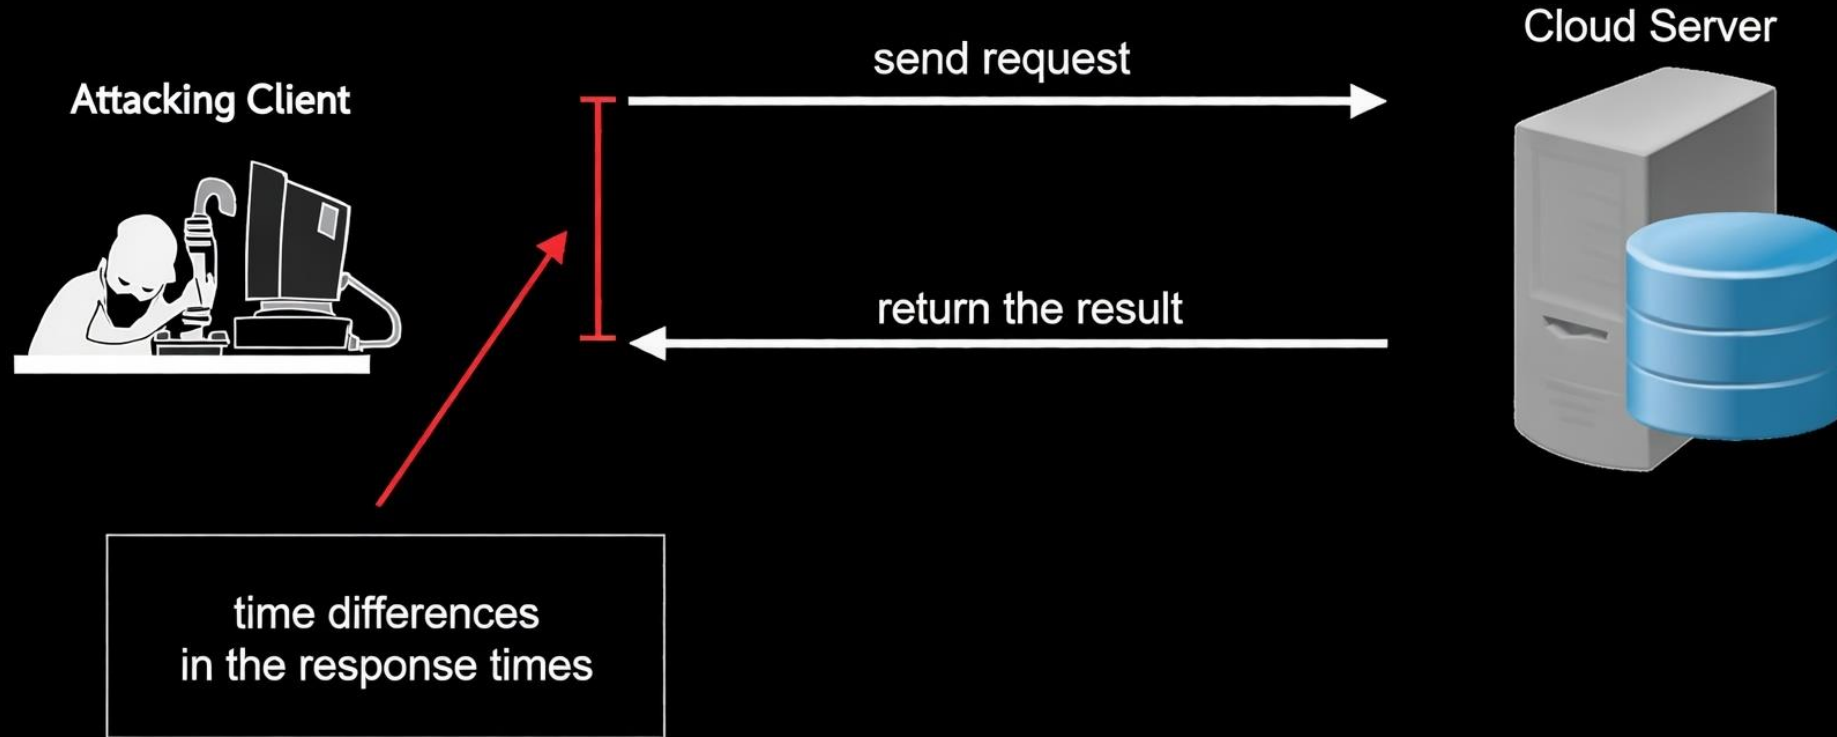 Cloud Server
send request
Attacking Client
return the result
time differences
in the response times